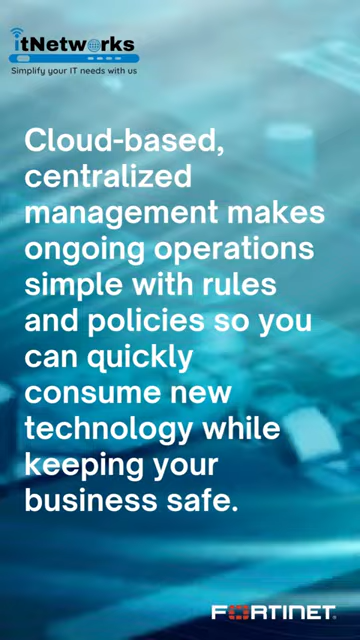 itNetworks
Simplify your IT needs with us
Cloud-based,
centralized
management makes
ongoing operations
simple with rules
and policies so you
can quickly
consume new
technology while
keeping your
business safe.
FORTINET®